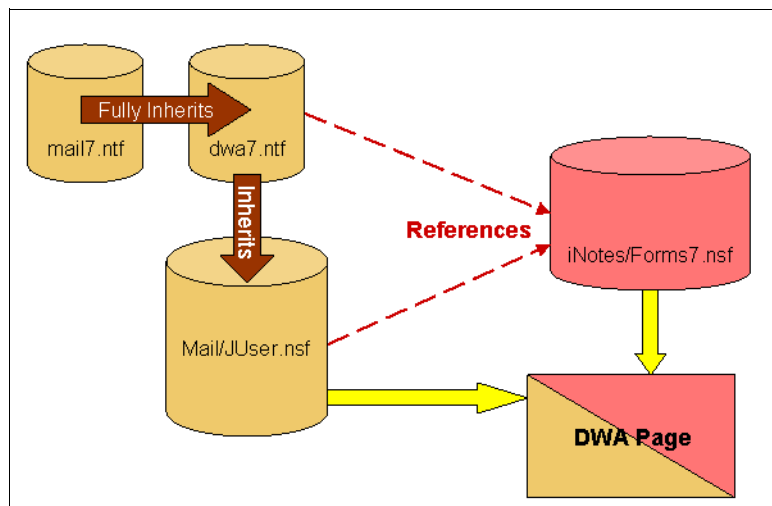 Fully Inherits
mail7.ntf
dwa7.ntf
Inherits
References
iNotes/Forms7.nsf
Mail/JUser.nsf
DWA Page